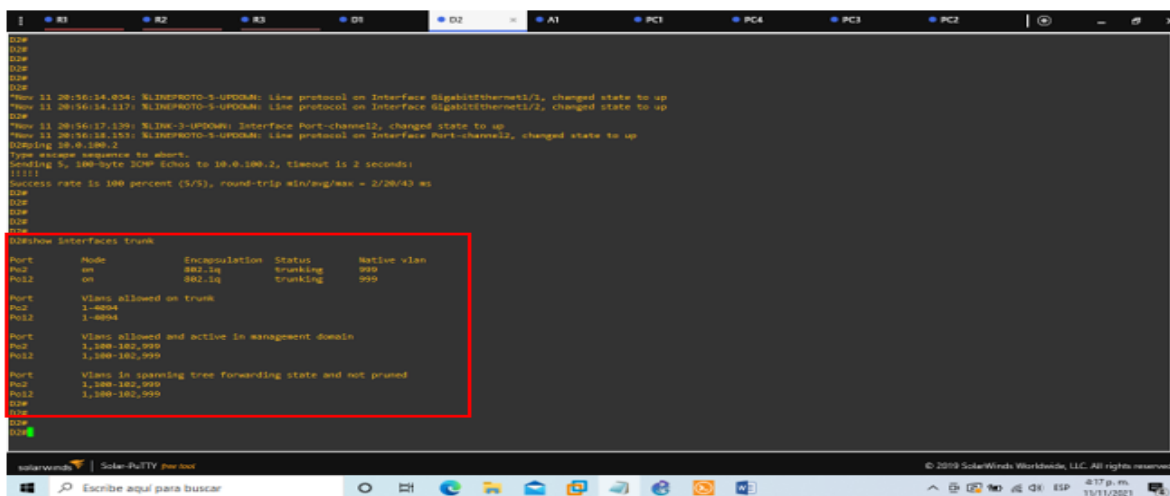 R1 R2 R3 D1 D2 A1 PC1 PC4 PC3 PC2
D2#
D2#
D2#
D2#
D2#
D2#
*Nov 11 20:56:14.034: %LINEPROTO-5-UPDOWN: Line protocol on Interface GigabitEthernet1/1, changed state to up
*Nov 11 20:56:14.117: %LINEPROTO-5-UPDOWN: Line protocol on Interface GigabitEthernet1/2, changed state to up
D2#
*Nov 11 20:56:17.139: %LINK-3-UPDOWN: Interface Port-channel2, changed state to up
*Nov 11 20:56:18.153: %LINEPROTO-5-UPDOWN: Line protocol on Interface Port-channel2, changed state to up
D2#ping 10.0.100.2
Type escape sequence to abort.
Sending 5, 100-byte ICMP Echos to 10.0.100.2, timeout is 2 seconds:
!!!!!
Success rate is 100 percent (5/5), round-trip min/avg/max = 2/20/43 ms
D2#
D2#
D2#
D2#
D2#
D2#show interfaces trunk
Port Mode Encapsulation Status Native vlan
Po2 on 802.1q trunking 999
Po12 on 802.1q trunking 999
Port Vlans allowed on trunk
Po2 1-4094
Po12 1-4094
Port Vlans allowed and active in management domain
Po2 1,100-102,999
Po12 1,100-102,999
Port Vlans in spanning tree forwarding state and not pruned
Po2 1,100-102,999
Po12 1,100-102,999
D2#
D2#
D2#
D2#
solarwinds | Solar-PuTTY free tool
© 2019 SolarWinds Worldwide, LLC. All rights reserved
Escribe aquí para buscar
ESP
4:17 p. m.
11/11/2021